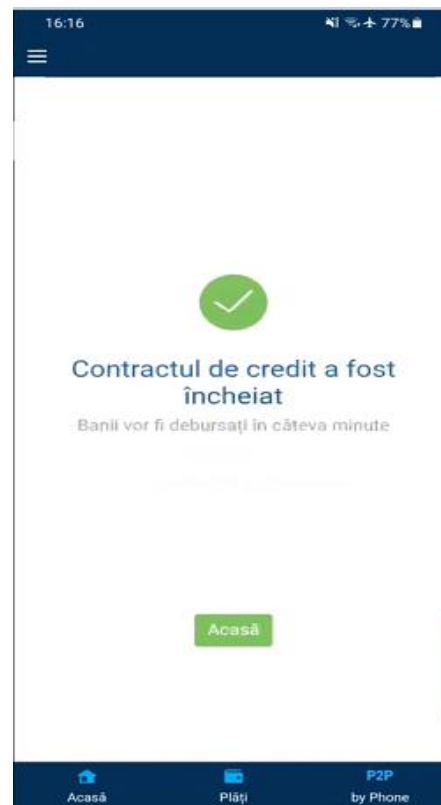 16:16
77%
Contractul de credit a fost
încheiat
Banii vor fi debursați în câteva minute
Acasă
P2P
Acasă Plăți by Phone